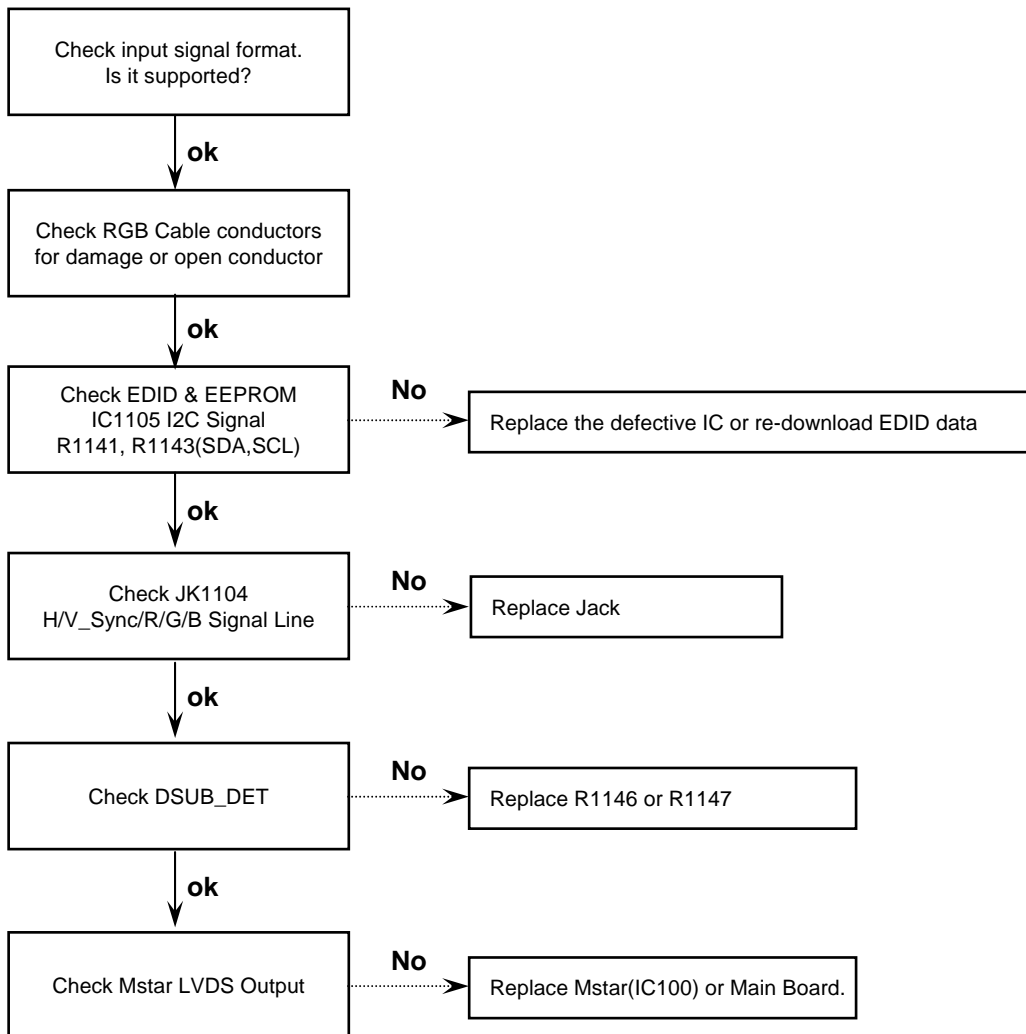 Check input signal format.
Is it supported?
ok
Check RGB Cable conductors
for damage or open conductor
ok
Check EDID & EEPROM
IC1105 I2C Signal
R1141, R1143(SDA,SCL)
No
Replace the defective IC or re-download EDID data
ok
Check JK1104
H/V_Sync/R/G/B Signal Line
No
Replace Jack
ok
Check DSUB_DET
No
Replace R1146 or R1147
ok
Check Mstar LVDS Output
No
Replace Mstar(IC100) or Main Board.